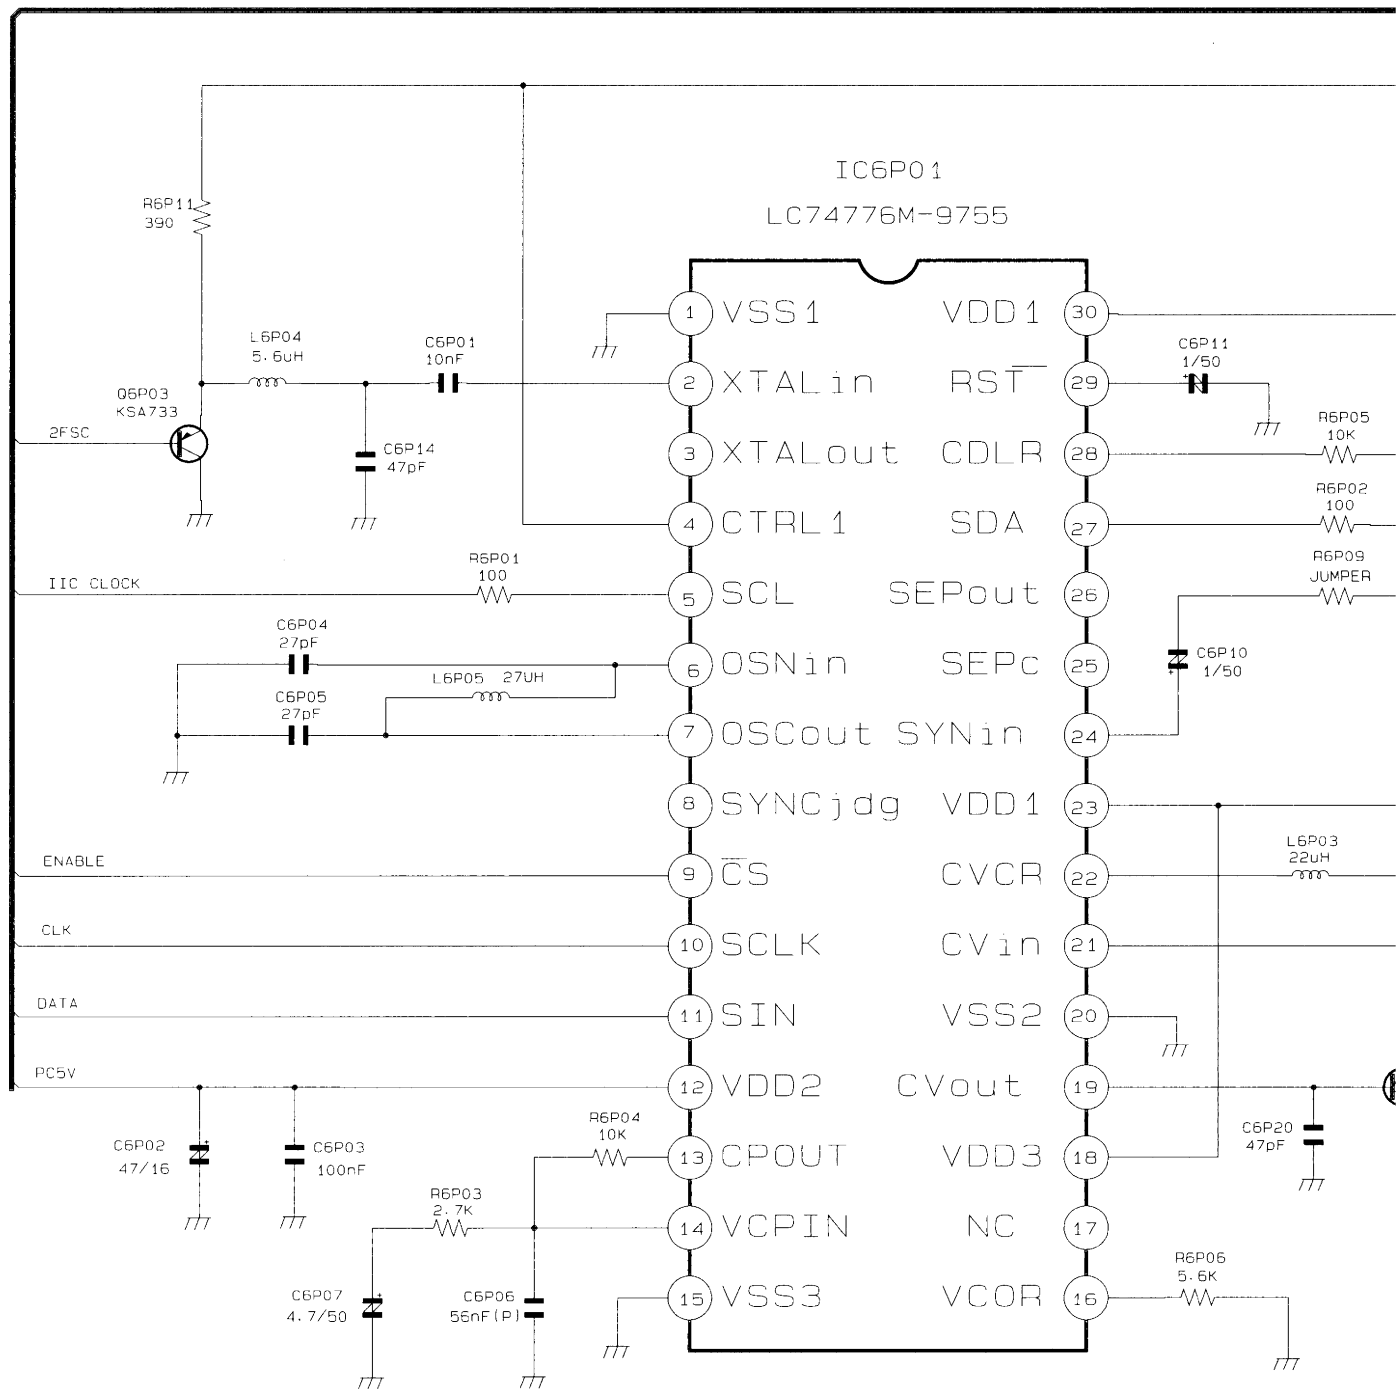 IC6P01
LC74776M-9755
R6P11
390
L6P04
5.6uH
C6P01
10nF
Q6P03
KSA733
2FSC
C6P14
47pF
R6P01
100
IIC CLOCK
C6P04
27pF
L6P05 27UH
C6P05
27pF
ENABLE
CLK
DATA
PC5V
C6P02
47/16
C6P03
100nF
R6P04
10K
R6P03
2.7K
C6P07
4.7/50
C6P06
56nF(P)
1 VSS1
2 XTALin
3 XTALout
4 CTRL1
5 SCL
6 OSNin
7 OSCout
8 SYNCjdg
9 C̅S
10 SCLK
11 SIN
12 VDD2
13 CPOUT
14 VCPIN
15 VSS3
VDD1 30
RST 29
CDLR 28
SDA 27
SEPout 26
SEPc 25
SYNin 24
VDD1 23
CVCR 22
CVin 21
VSS2 20
CVout 19
VDD3 18
NC 17
VCOR 16
C6P11
1/50
R6P05
10K
R6P02
100
R6P09
JUMPER
C6P10
1/50
L6P03
22uH
C6P20
47pF
R6P06
5.6K